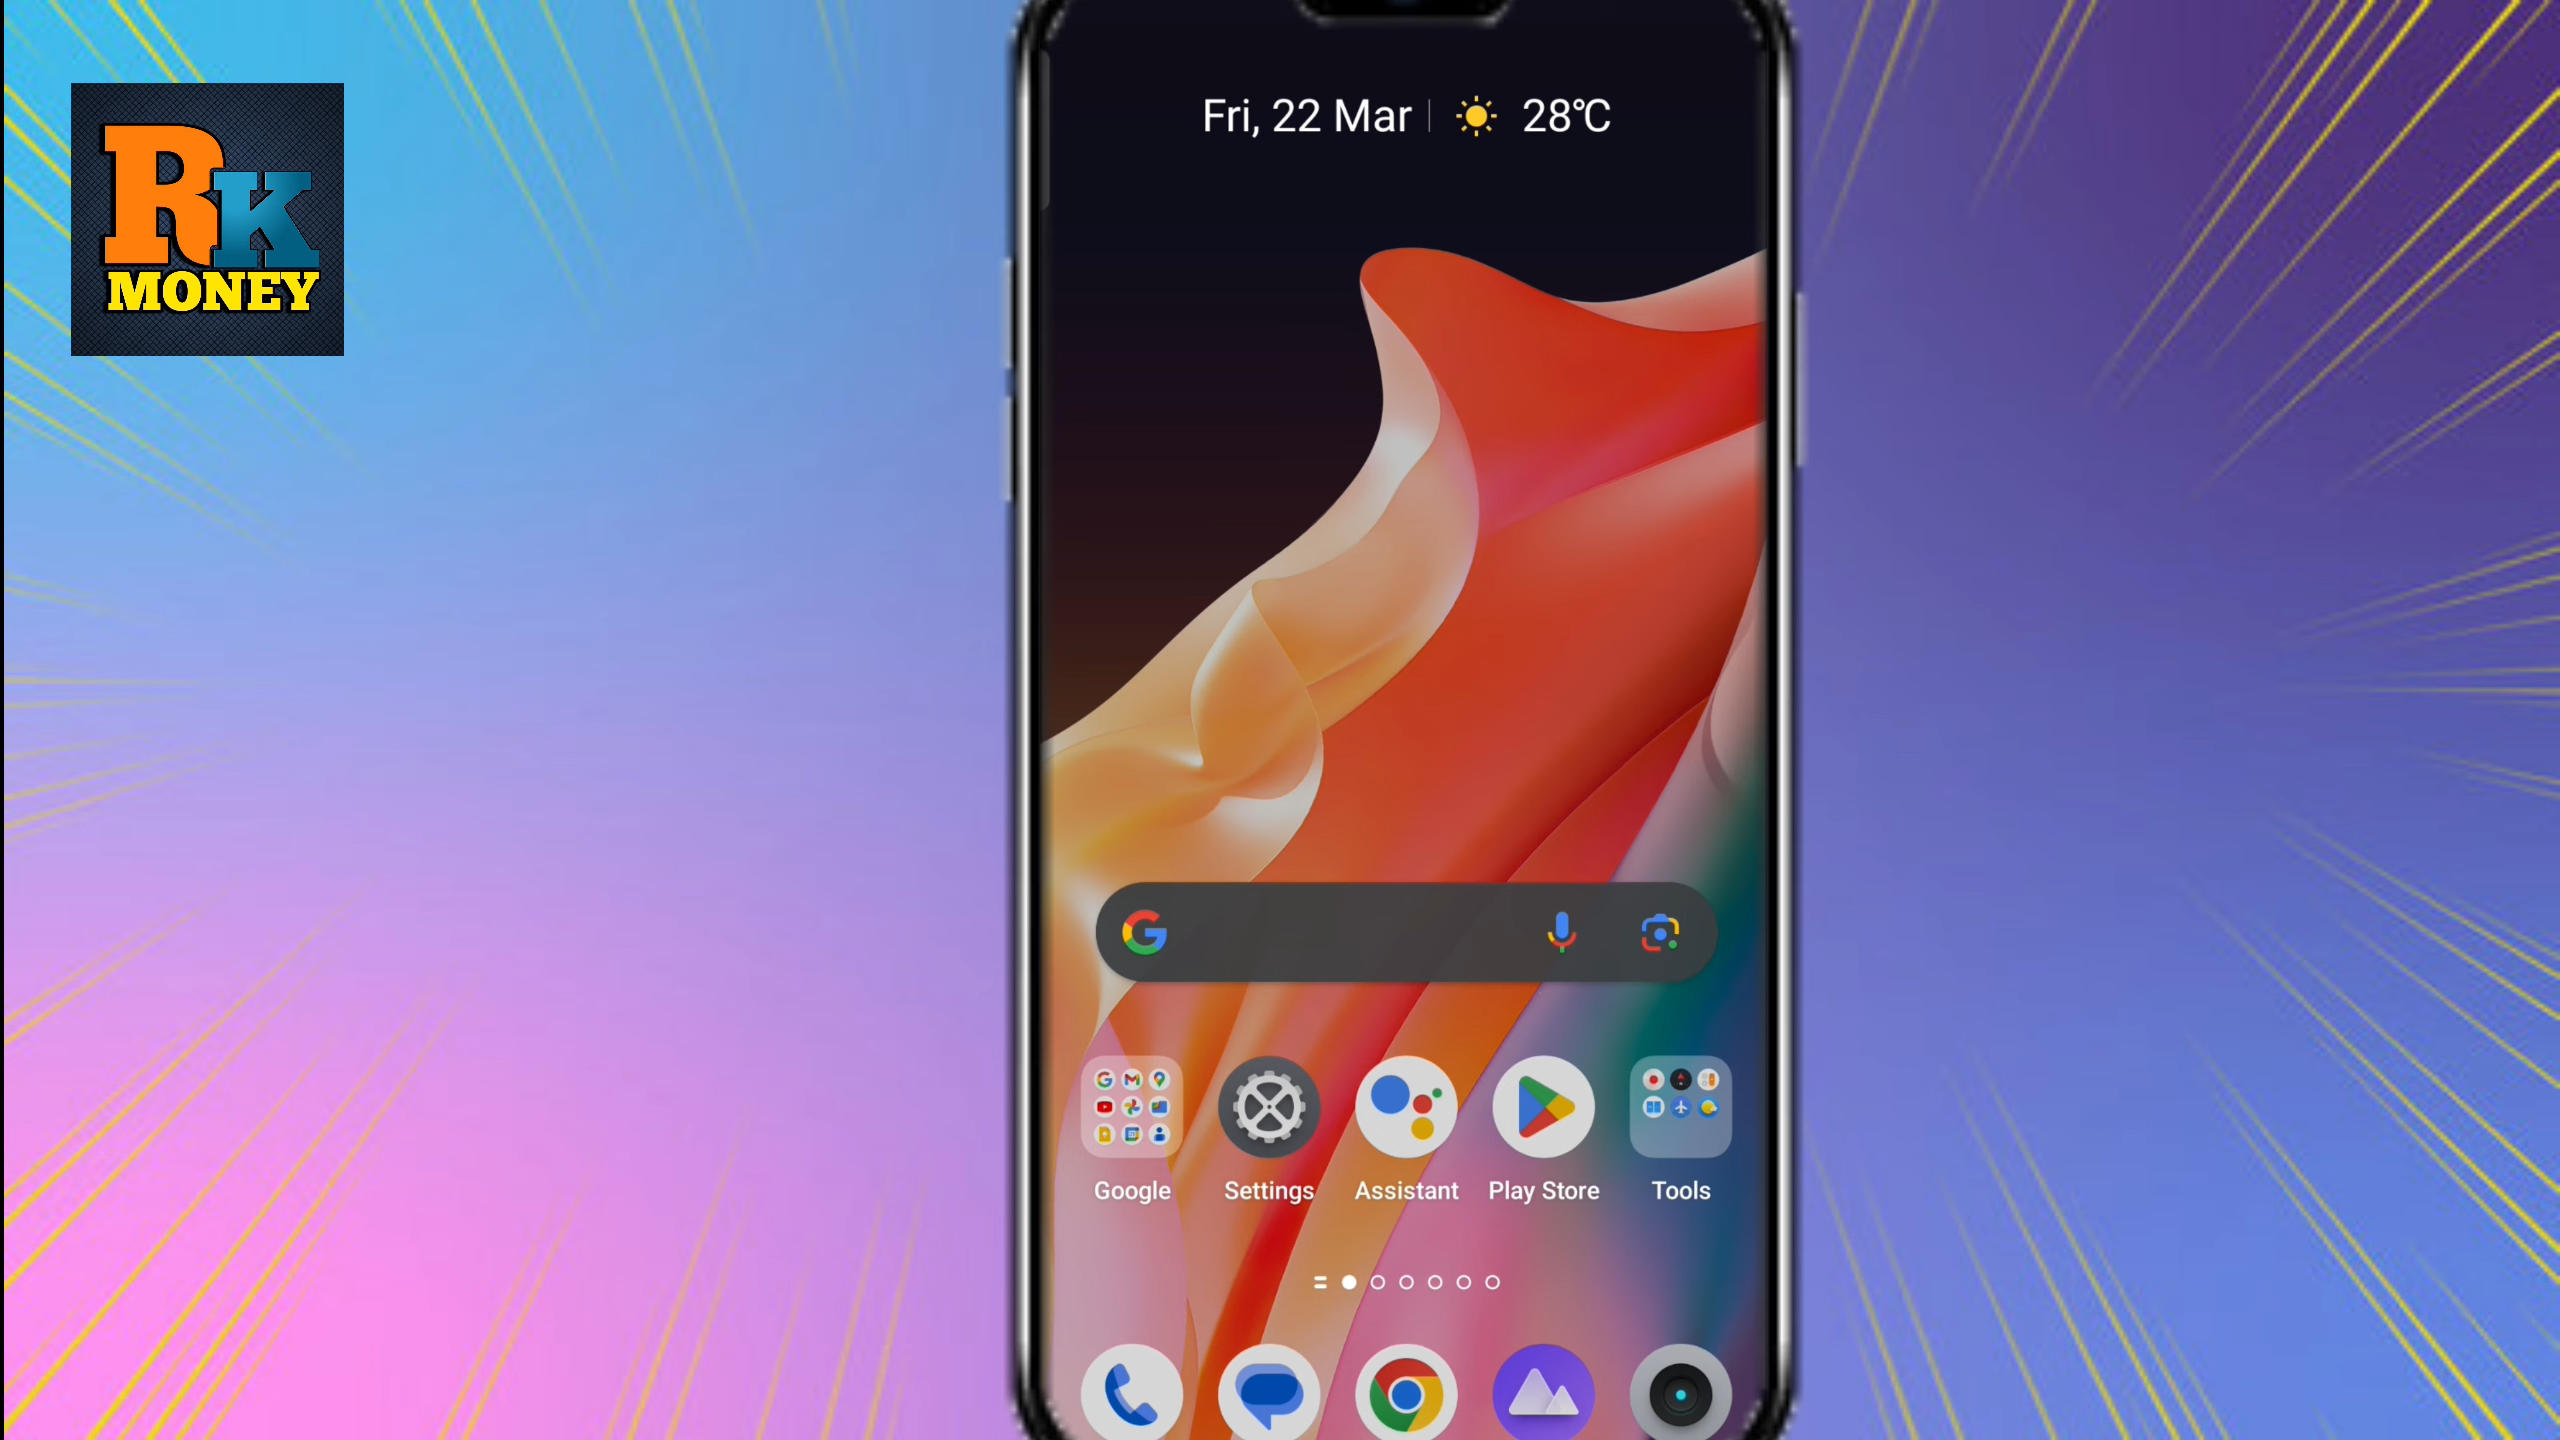 RK
MONEY
Fri, 22 Mar
28°C
Google
Settings
Assistant
Play Store
Tools